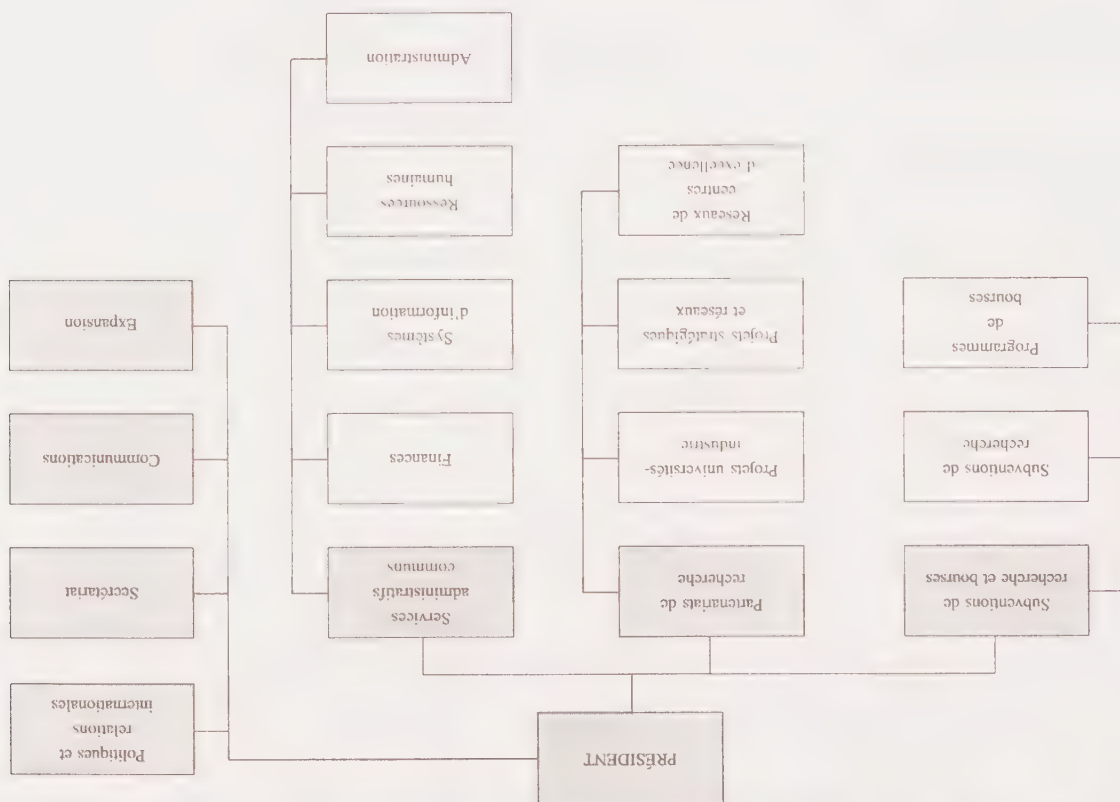 PRÉSIDENT
Politiques et
relations
internationales
Secrétariat
Communications
Expansion
Subventions de
recherche et bourses
Subventions de
recherche
Programmes
de
bourses
Partenariats de
recherche
Projets universités-
industrie
Projets stratégiques
et réseaux
Réseaux de
centres
d'excellence
Services
administratifs
communs
Finances
Systèmes
d'information
Ressources
humaines
Administration